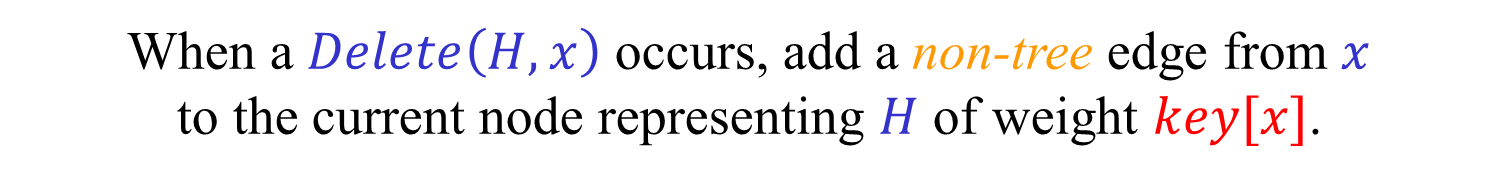 When a Delete(H, x) occurs, add a non-tree edge from x
to the current node representing H of weight key[x].